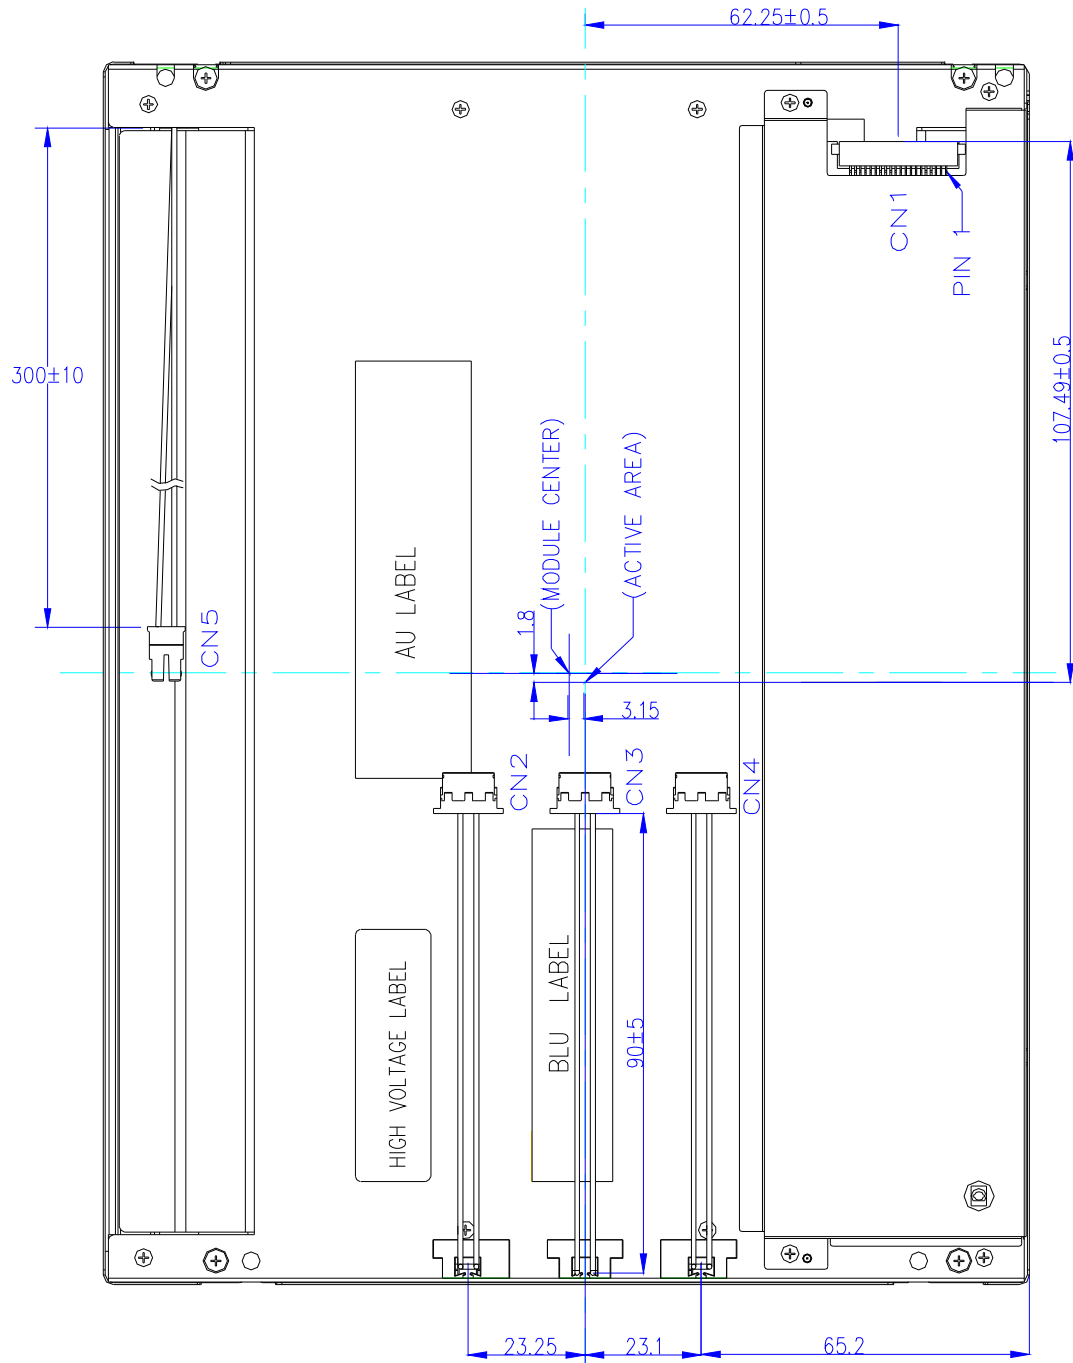 62.25±0.5
CN1
PIN 1
300±10
107.49±0.5
(MODULE CENTER)
(ACTIVE AREA)
AU LABEL
1.8
CN5
3.15
CN2
CN3
CN4
HIGH VOLTAGE LABEL
BLU LABEL
90±5
23.25
23.1
65.2